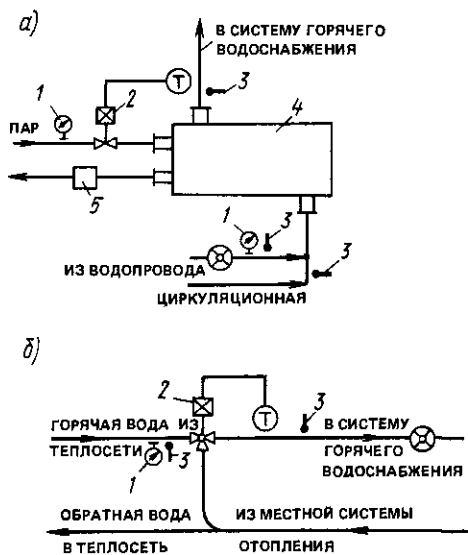 а)
В СИСТЕМУ ГОРЯЧЕГО
ВОДОСНАБЖЕНИЯ
3
1
2
Т
4
ПАР
5
1
3
3
ИЗ ВОДОПРОВОДА
ЦИРКУЛЯЦИОННАЯ
б)
2
Т
3
ГОРЯЧАЯ ВОДА ИЗ
В СИСТЕМУ
ТЕПЛОСЕТИ
3
ГОРЯЧЕГО
1
ВОДОСНАБЖЕНИЯ
ОБРАТНАЯ ВОДА
ИЗ МЕСТНОЙ СИСТЕМЫ
В ТЕПЛОСЕТЬ
ОТОПЛЕНИЯ